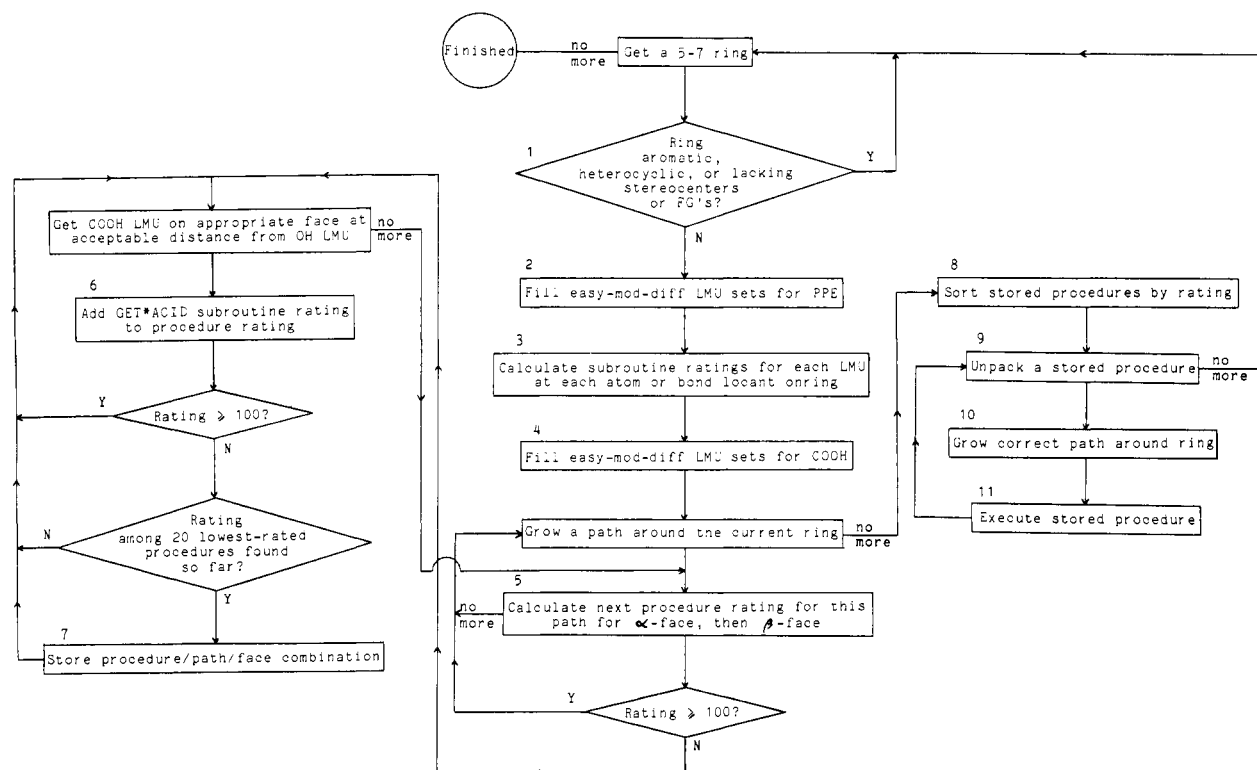 Finished
no
more
Get a 5-7 ring
1
Ring
aromatic,
heterocyclic, or lacking
stereocenters
or FG's?
Y
N
2
Fill easy-mod-diff LMU sets for PPE
3
Calculate subroutine ratings for each LMU
at each atom or bond locant onring
4
Fill easy-mod-diff LMU sets for COOH
Grow a path around the current ring
no
more
5
Calculate next procedure rating for this
path for α-face, then β-face
no
more
Rating ⩾ 100?
Y
N
Get COOH LMU on appropriate face at
acceptable distance from OH LMU
no
more
6
Add GET*ACID subroutine rating
to procedure rating
Rating ⩾ 100?
Y
N
Rating
among 20 lowest-rated
procedures found
so far?
N
Y
7
Store procedure/path/face combination
8
Sort stored procedures by rating
9
Unpack a stored procedure
no
more
10
Grow correct path around ring
11
Execute stored procedure